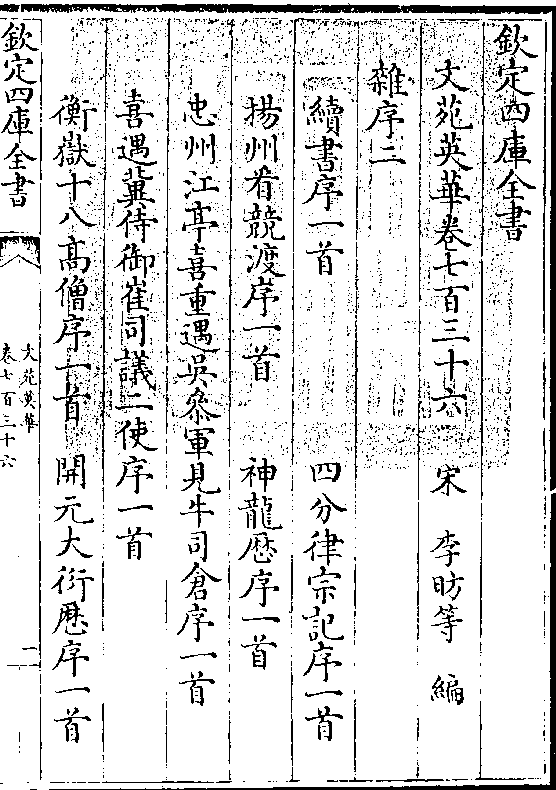 欽定四庫全書
文苑英華卷七百三十六　宋　李昉等　編
雜序二
續書序一首　四分律宗記序一首
揚州看競渡序一首　神龍厯序一首
忠州江亭喜重遇吳叅軍見牛司倉序一首
喜遇冀侍御崔司議二使序一首
衡嶽十八高僧序一首　開元大衍厯序一首
欽定四庫全書
文苑英華
卷七百三十六
一